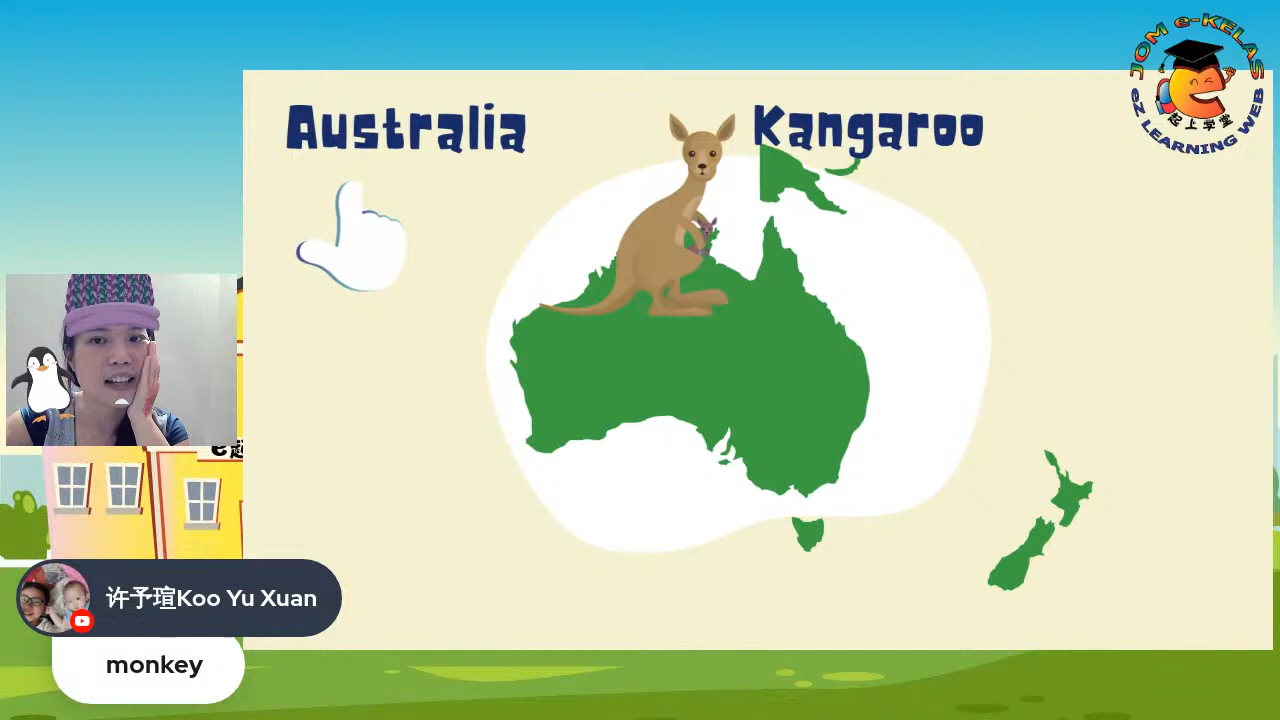 Australia
Kangaroo
JOM e-KELAS
起上学堂
eZ LEARNING WEB
许予瑄Koo Yu Xuan
monkey